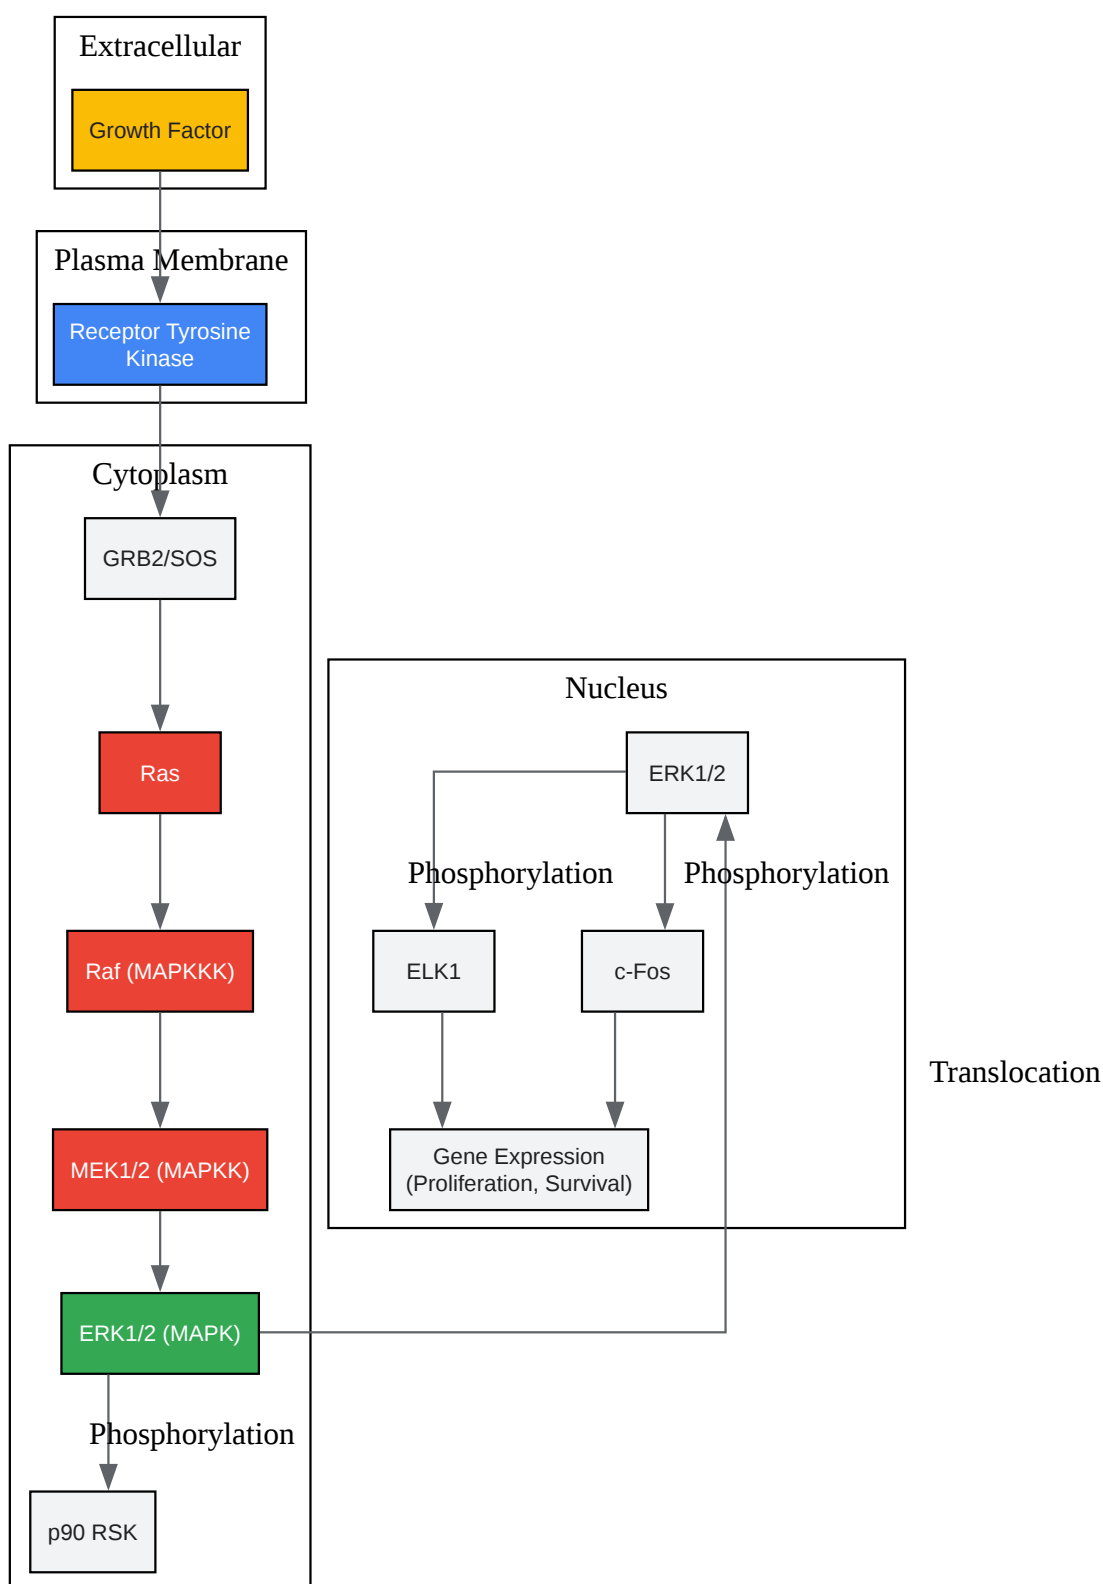 Extracellular
Growth Factor
Plasma Membrane
Receptor Tyrosine
Kinase
Cytoplasm
GRB2/SOS
Ras
Raf (MAPKKK)
MEK1/2 (MAPKK)
ERK1/2 (MAPK)
Phosphorylation
p90 RSK
Nucleus
ERK1/2
Phosphorylation
Phosphorylation
ELK1
c-Fos
Gene Expression
(Proliferation, Survival)
Translocation